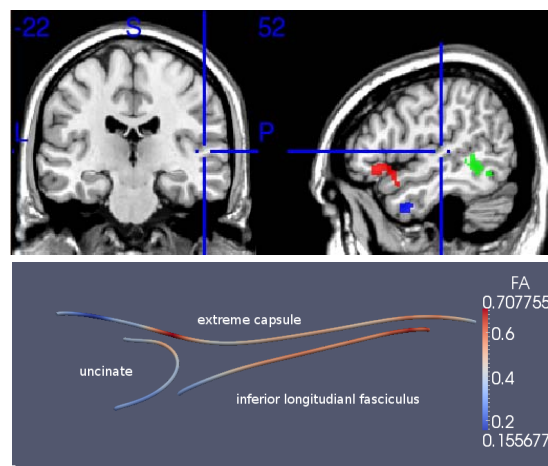 -22
S
52
L
P
extreme capsule
uncinate
inferior longitudianl fasciculus
FA
0.707755
0.6
0.4
0.2
0.155677